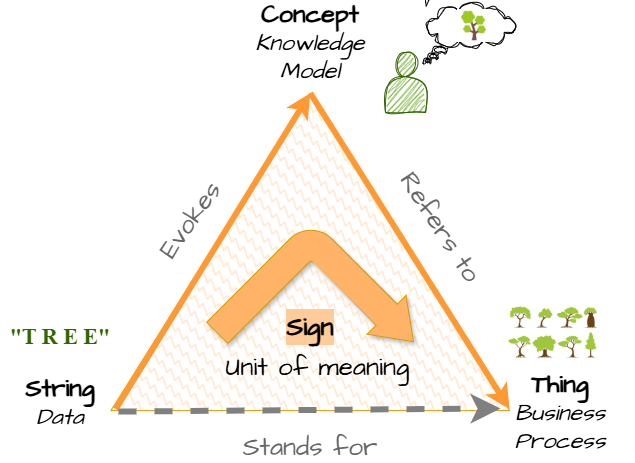 Concept
Knowledge
Model
Evokes
Refers to
"TREE"
Sign
Unit of meaning
String
Data
Thing
Business
Process
Stands for